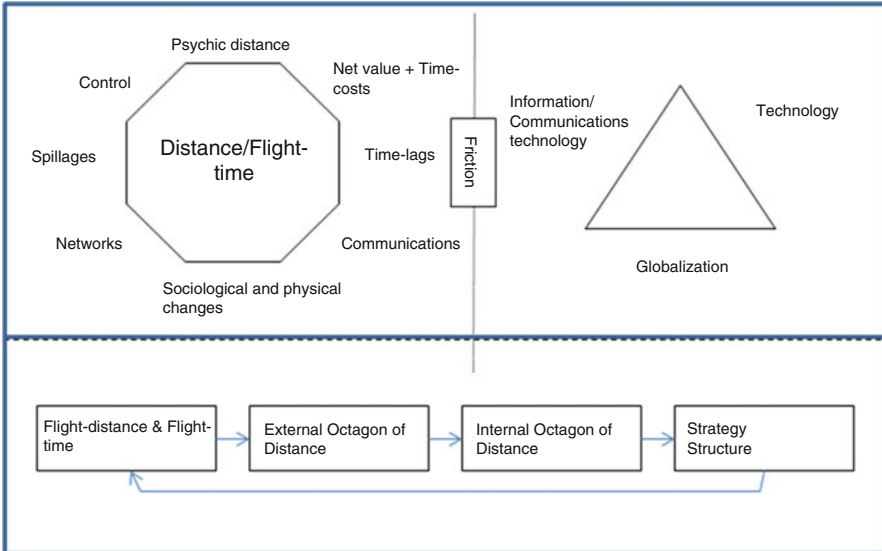 Psychic distance
Control
Net value + Time-
costs
Distance/Flight-
time
Spillages
Time-lags
Networks
Communications
Sociological and physical
changes
Friction
Information/
Communications
technology
Technology
Globalization
Flight-distance & Flight-
time
External Octagon of
Distance
Internal Octagon of
Distance
Strategy
Structure